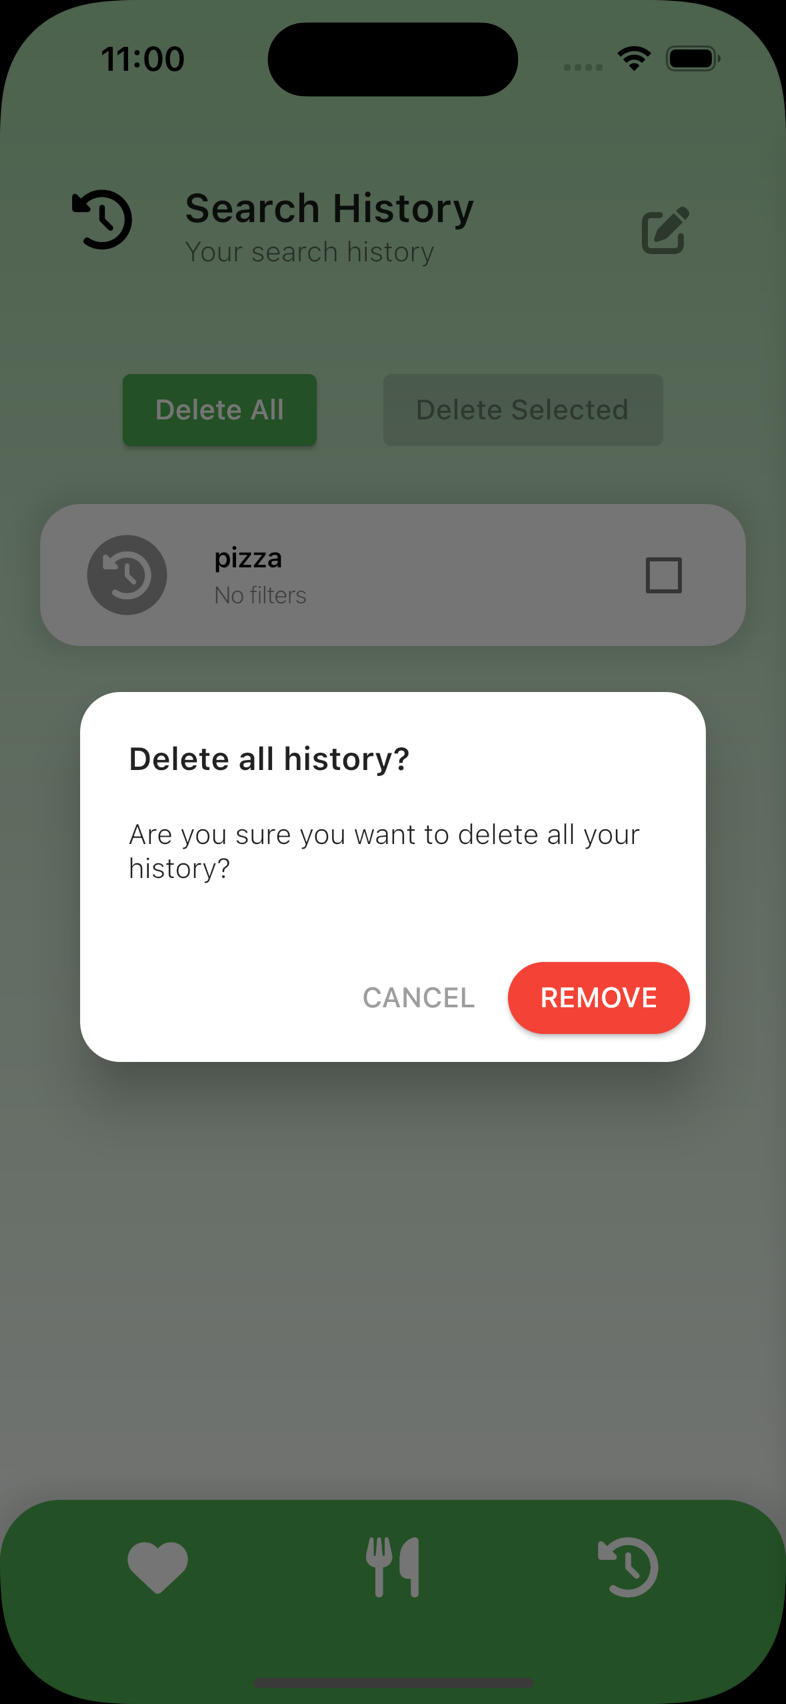 11:00
Search History
Your search history
Delete All
Delete Selected
pizza
No filters
Delete all history?
Are you sure you want to delete all your
history?
CANCEL
REMOVE